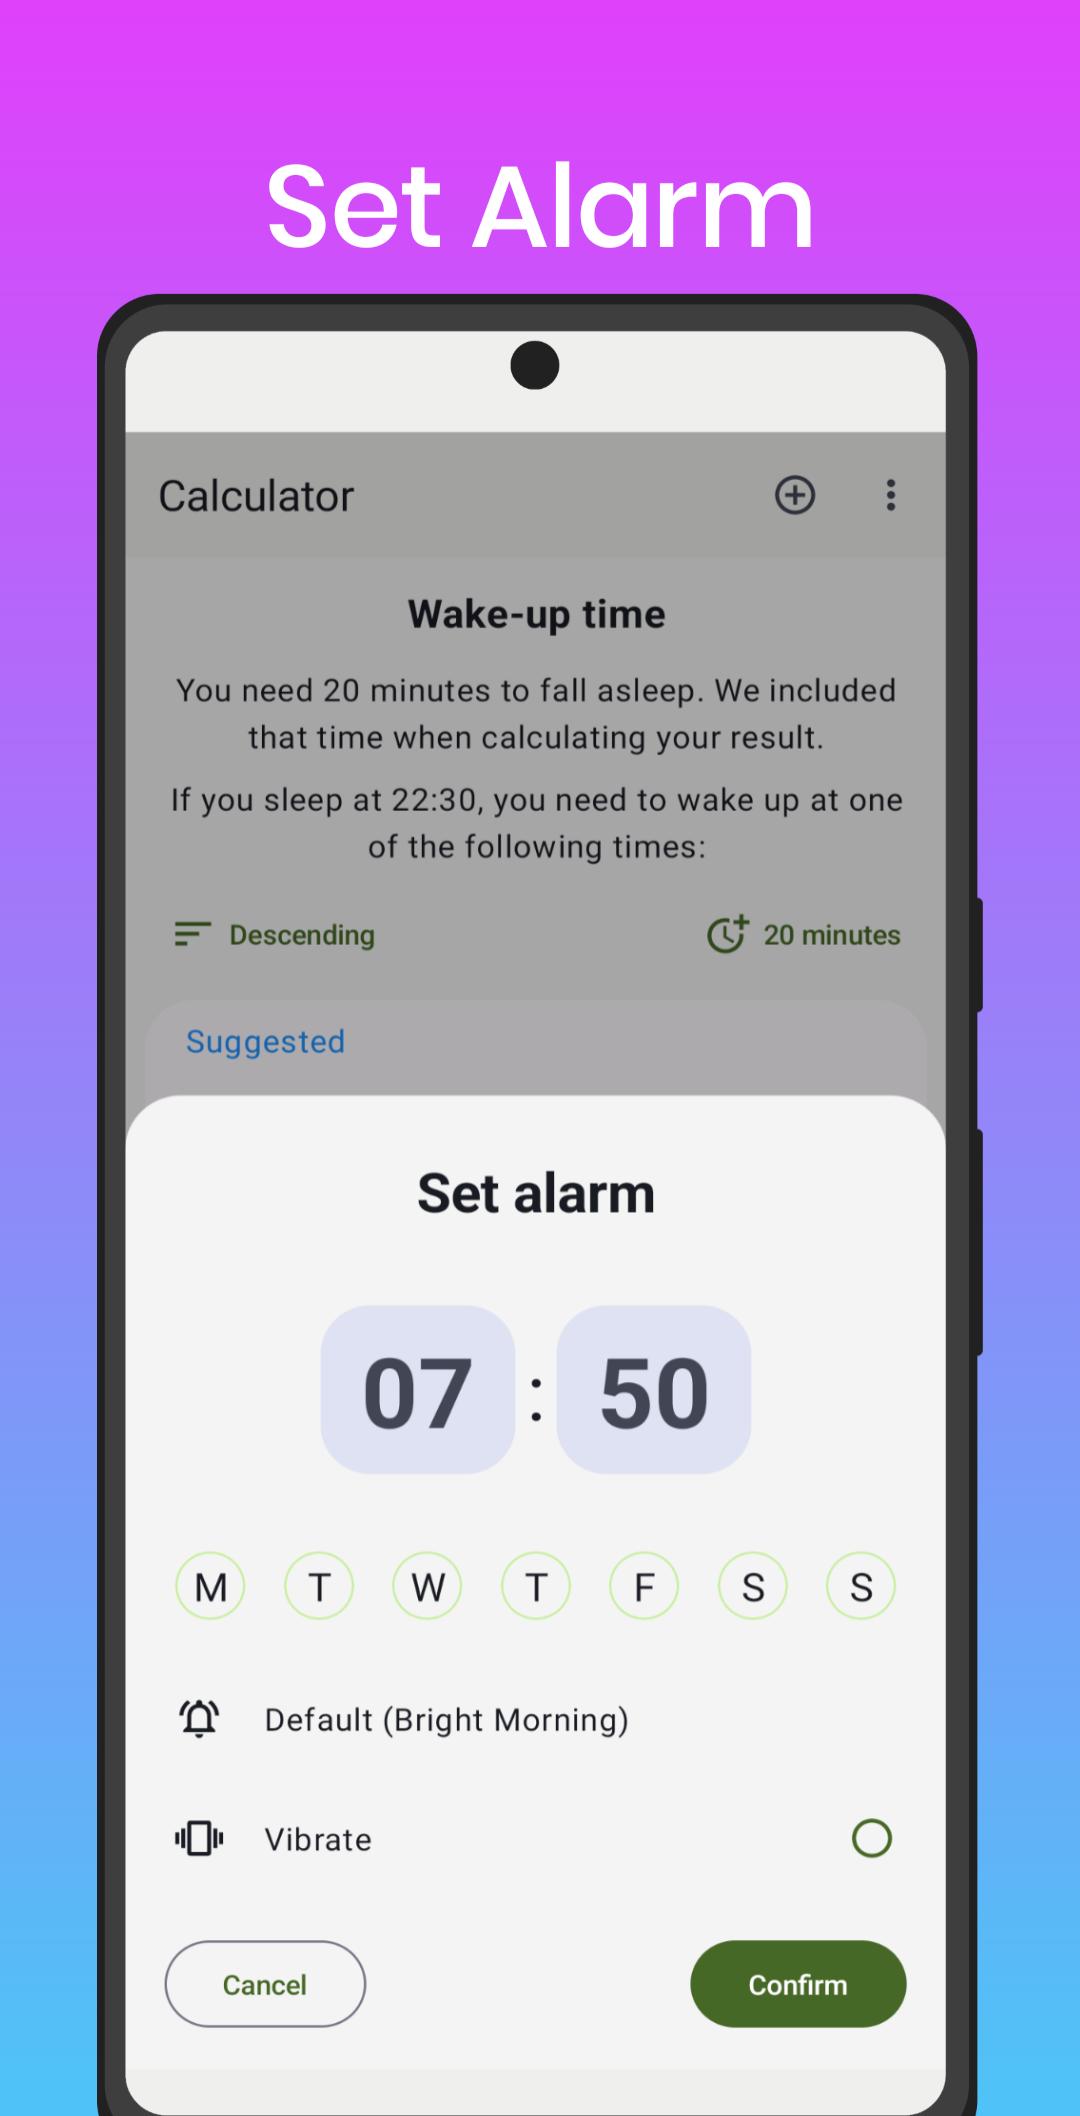 Set Alarm
Calculator
Wake-up time
You need 20 minutes to fall asleep. We included
that time when calculating your result.
If you sleep at 22:30, you need to wake up at one
of the following times:
Descending
20 minutes
Suggested
Set alarm
07 : 50
M T W T F S S
Default (Bright Morning)
Vibrate
Cancel
Confirm